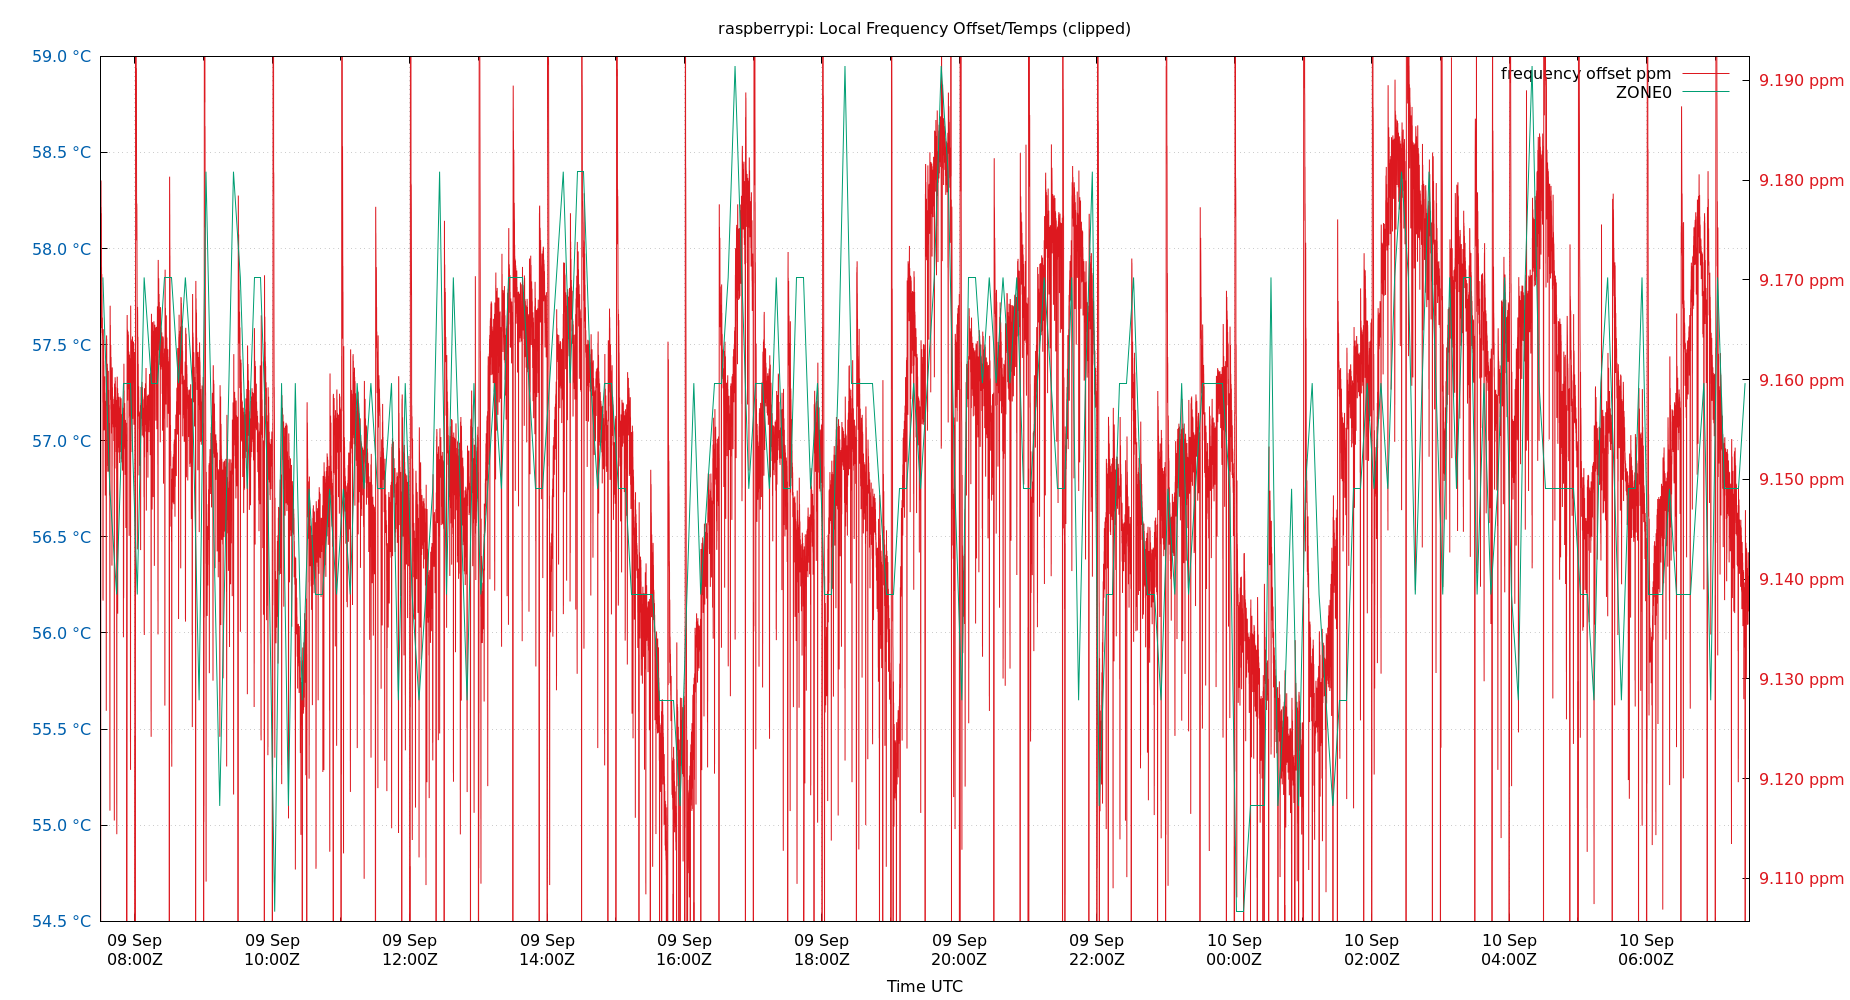 raspberrypi: Local Frequency Offset/Temps (clipped)
59.0 °C
58.5 °C
58.0 °C
57.5 °C
57.0 °C
56.5 °C
56.0 °C
55.5 °C
55.0 °C
54.5 °C
frequency offset ppm
ZONE0
9.190 ppm
9.180 ppm
9.170 ppm
9.160 ppm
9.150 ppm
9.140 ppm
9.130 ppm
9.120 ppm
9.110 ppm
09 Sep 09 Sep 09 Sep 09 Sep 09 Sep 09 Sep 09 Sep 09 Sep 10 Sep 10 Sep 10 Sep 10 Sep
08:00Z 10:00Z 12:00Z 14:00Z 16:00Z 18:00Z 20:00Z 22:00Z 00:00Z 02:00Z 04:00Z 06:00Z
Time UTC